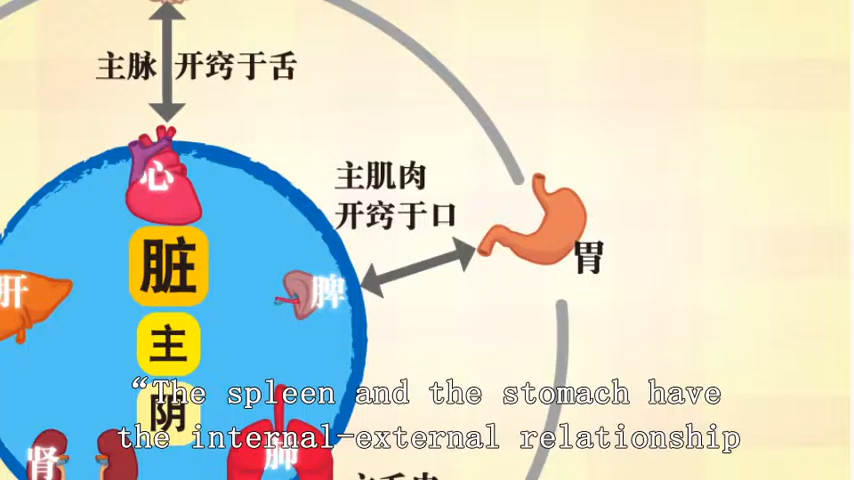 主脉 开窍于舌
心
主肌肉
开窍于口
胃
脏
肝
脾
主
阴
“The spleen and the stomach have
the internal-external relationship
肾
肺